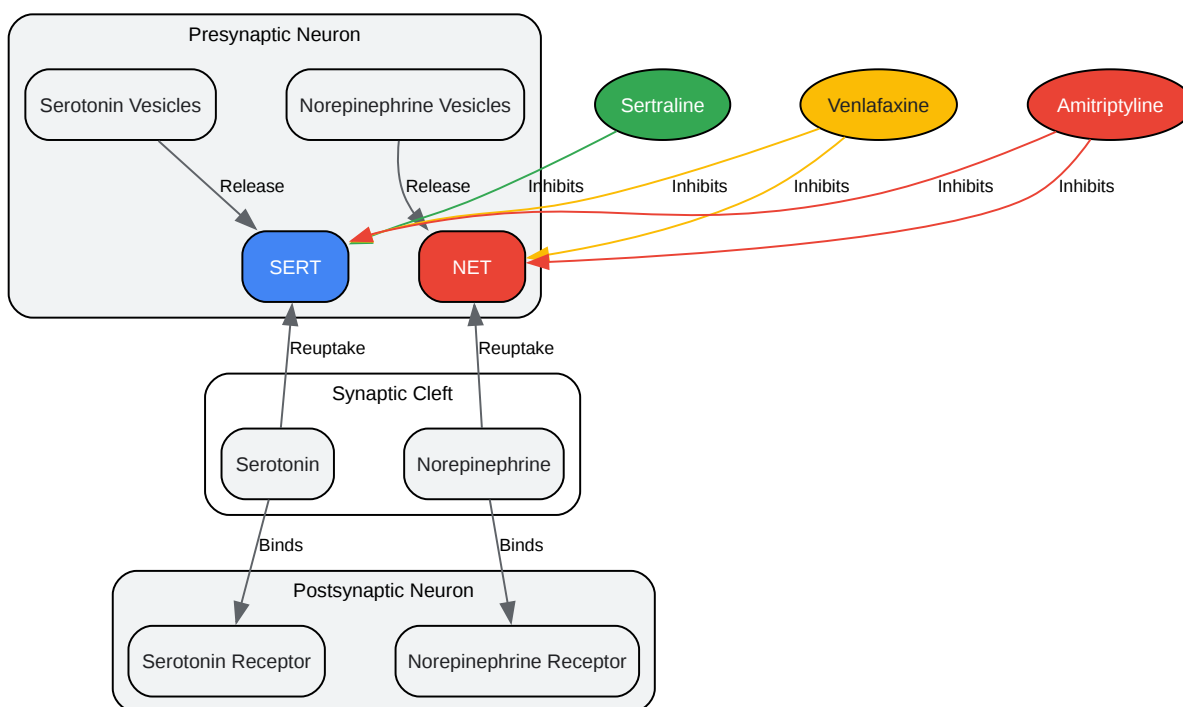 Presynaptic Neuron
Serotonin Vesicles
Norepinephrine Vesicles
Sertraline
Venlafaxine
Amitriptyline
Release
Release
Inhibits
Inhibits
Inhibits
Inhibits
Inhibits
SERT
NET
Reuptake
Reuptake
Synaptic Cleft
Serotonin
Norepinephrine
Binds
Binds
Postsynaptic Neuron
Serotonin Receptor
Norepinephrine Receptor